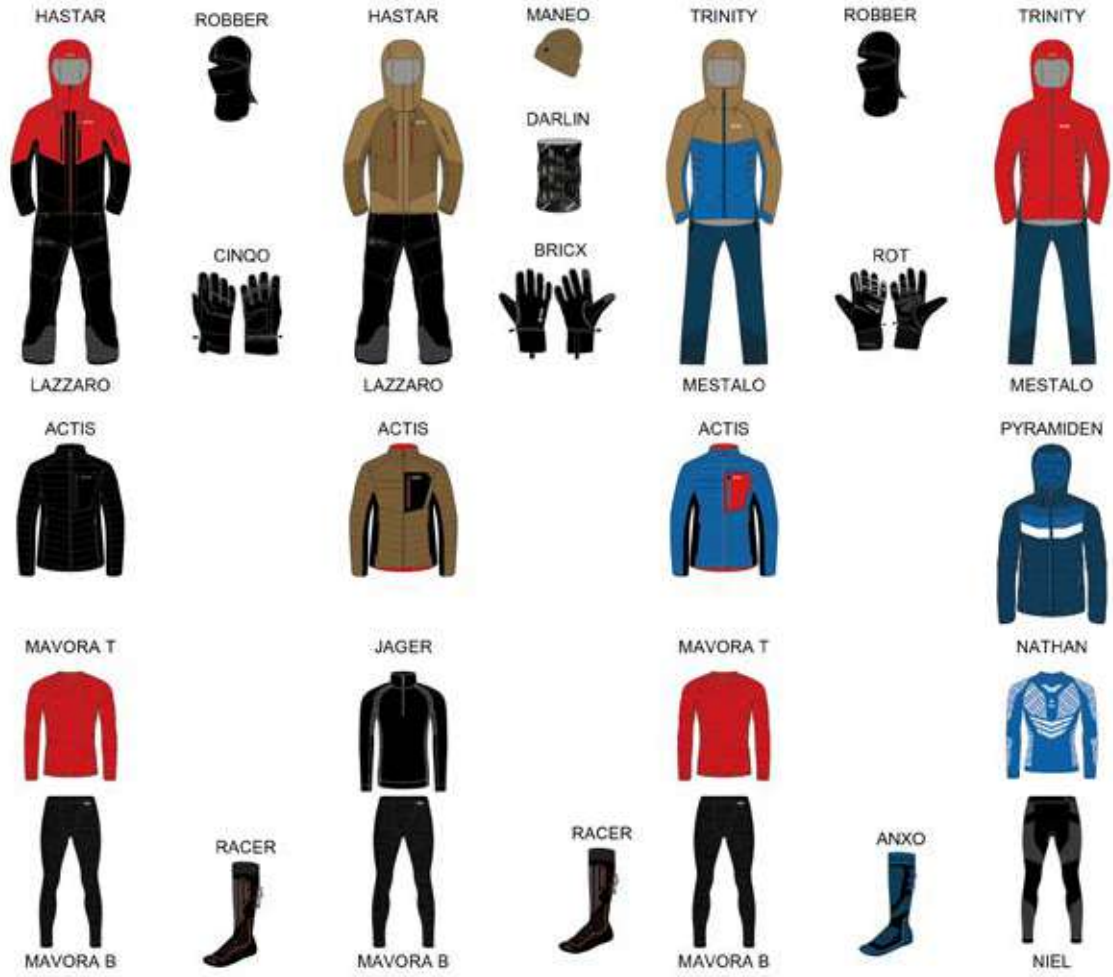 HASTAR
ROBBER
HASTAR
MANEO
TRINITY
ROBBER
TRINITY
DARLIN
CINQO
BRICX
ROT
LAZZARO
LAZZARO
MESTALO
MESTALO
ACTIS
ACTIS
ACTIS
PYRAMIDEN
MAVORA T
JAGER
MAVORA T
NATHAN
RACER
RACER
ANXO
MAVORA B
MAVORA B
MAVORA B
NIEL